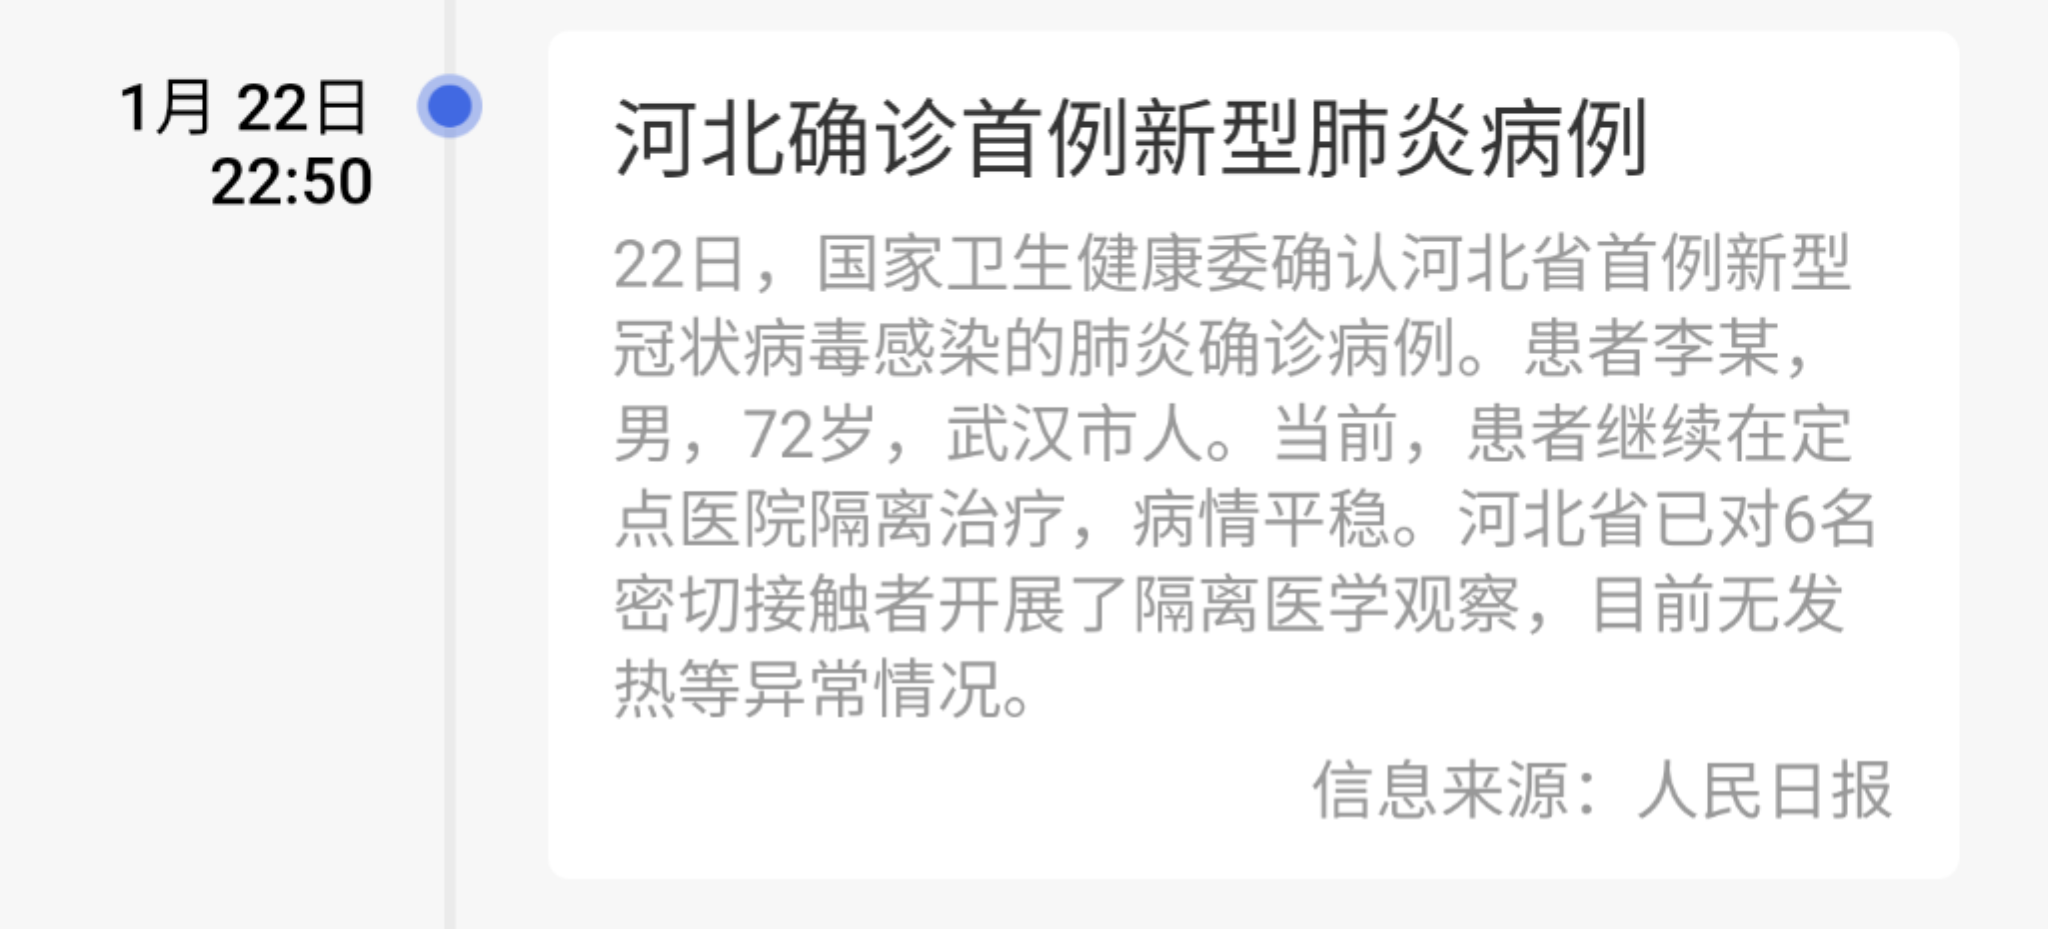 1月 22日
22:50
河北确诊首例新型肺炎病例
22日，国家卫生健康委确认河北省首例新型
冠状病毒感染的肺炎确诊病例。患者李某，
男，72岁，武汉市人。当前，患者继续在定
点医院隔离治疗，病情平稳。河北省已对6名
密切接触者开展了隔离医学观察，目前无发
热等异常情况。
信息来源：人民日报